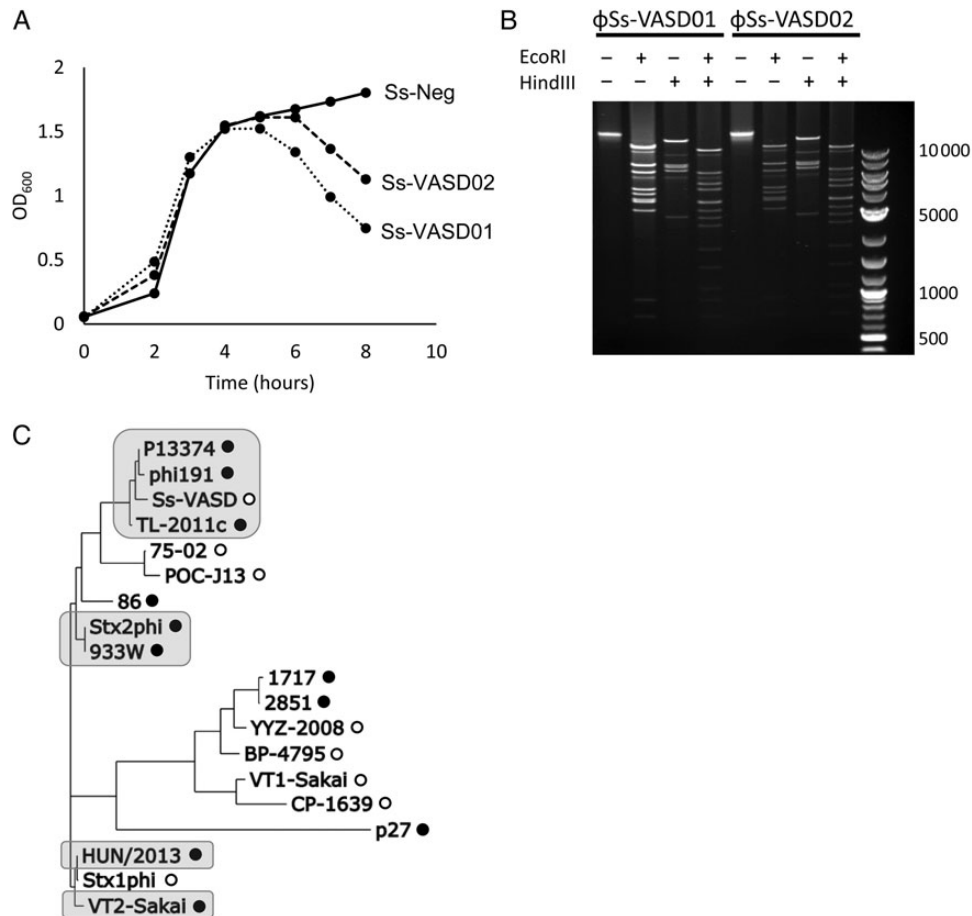 A
2
1.5
1
0.5
0
OD600
0
2
4
6
8
10
Time (hours)
Ss-Neg
Ss-VASD02
Ss-VASD01
B
ϕSs-VASD01 ϕSs-VASD02
EcoRI − + − + − + − +
HindIII − − + + − − + +
10 000
5000
1000
500
C
P13374
phi191
Ss-VASD
TL-2011c
75-02
POC-J13
86
Stx2phi
933W
1717
2851
YYZ-2008
BP-4795
VT1-Sakai
CP-1639
p27
HUN/2013
Stx1phi
VT2-Sakai